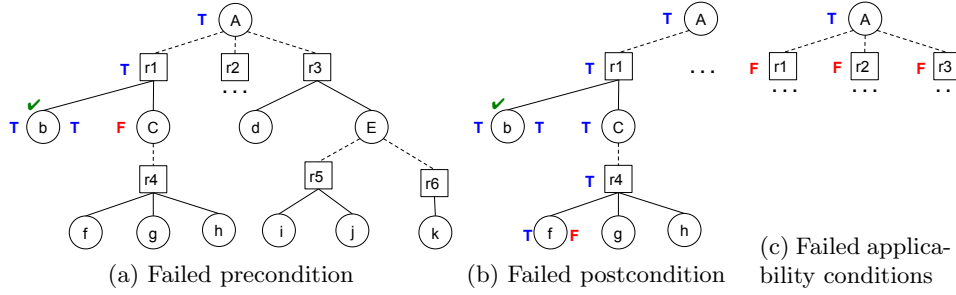 T A
T r1 r2 r3
... 
T b T F C d E
r4 r5 r6
f g h i j k
(a) Failed precondition
T A
T r1 ...
T b T T C
T r4
T f F g h
(b) Failed postcondition
T A
F r1 F r2 F r3
... ... ..
(c) Failed applica-
bility conditions